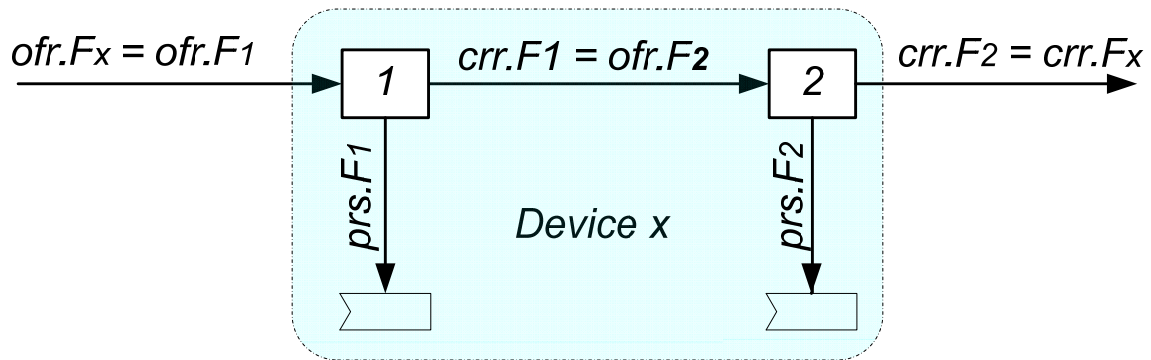 ofr.Fx = ofr.F1
crr.F1 = ofr.F2
crr.F2 = crr.Fx
1
2
prs.F1
prs.F2
Device x